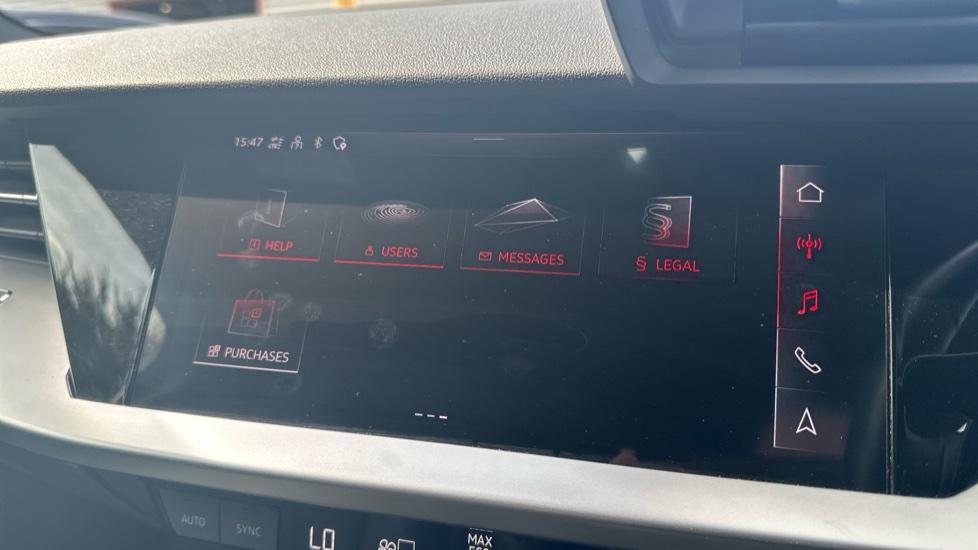 15:47
HELP
USERS
MESSAGES
§ LEGAL
PURCHASES
AUTO
SYNC
LO
MAX